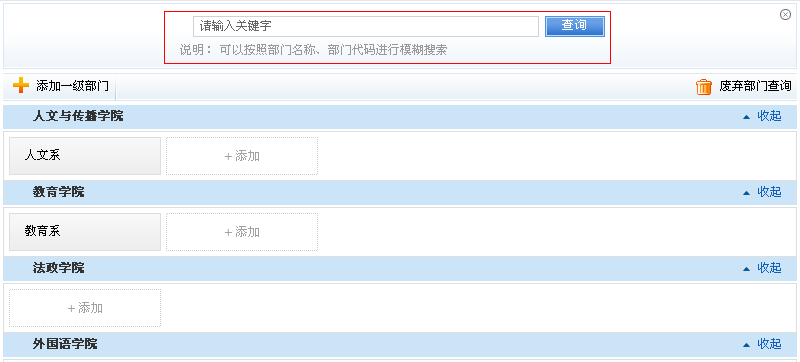 请输入关键字 查询
说明： 可以按照部门名称、部门代码进行模糊搜索
添加一级部门 废弃部门查询
人文与传播学院 收起
人文系 + 添加
教育学院 收起
教育系 + 添加
法政学院 收起
+ 添加
外国语学院 收起